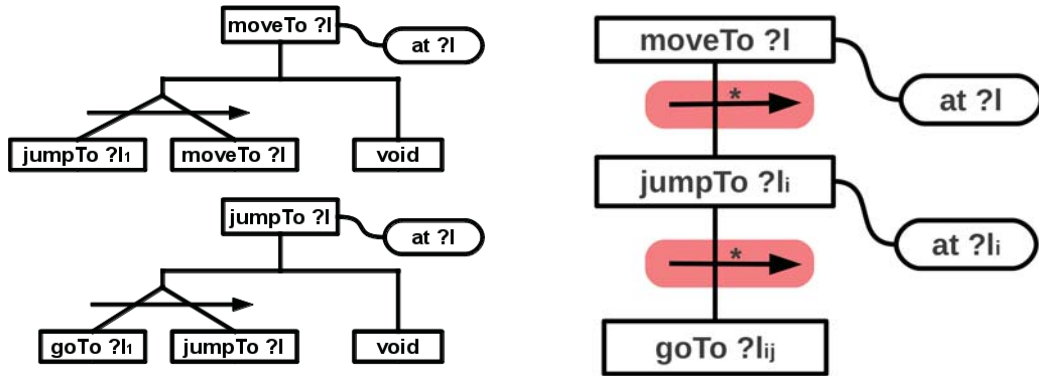 moveTo ?l
at ?l
jumpTo ?l₁
moveTo ?l
void
jumpTo ?l
at ?l
goTo ?l₁
jumpTo ?l
void
moveTo ?l
at ?l
*
jumpTo ?lᵢ
at ?lᵢ
*
goTo ?lᵢⱼ